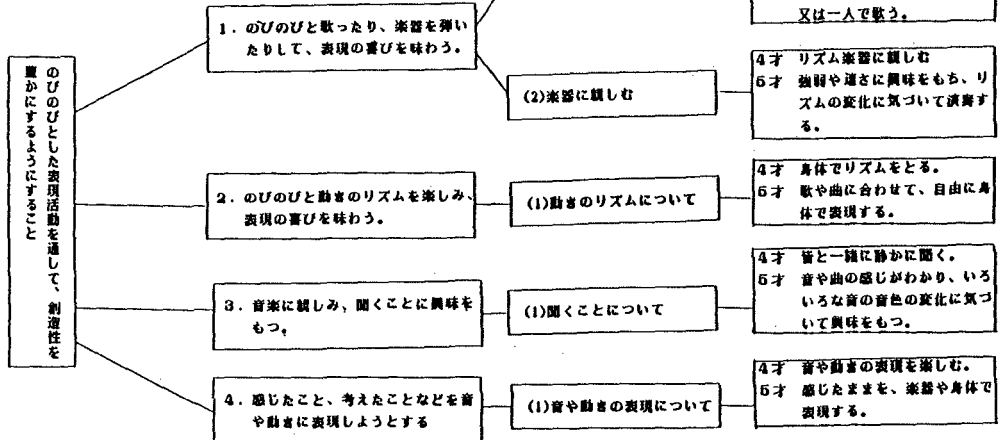 のびのびとした表現活動を通して、創造性を
豊かにするようにすること
1．のびのびと歌ったり、楽器を弾い
たりして、表現の喜びを味わう。
又は一人で歌う。
(2)楽器に親しむ
4才　リズム楽器に親しむ
5才　強弱や速さに興味をもち、リ
ズムの変化に気づいて演奏す
る。
2．のびのびと動きのリズムを楽しみ、
表現の喜びを味わう。
(1)動きのリズムについて
4才　身体でリズムをとる。
5才　歌や曲に合わせて、自由に身
体で表現する。
3．音楽に親しみ、聞くことに興味を
もつ。
(1)聞くことについて
4才　皆と一緒に静かに聞く。
5才　音や曲の感じがわかり、いろ
いろな音の音色の変化に気づ
いて興味をもつ。
4．感じたこと、考えたことなどを音
や動きに表現しようとする
(1)音や動きの表現について
4才　音や動きの表現を楽しむ。
5才　感じたままを、楽器や身体で
表現する。